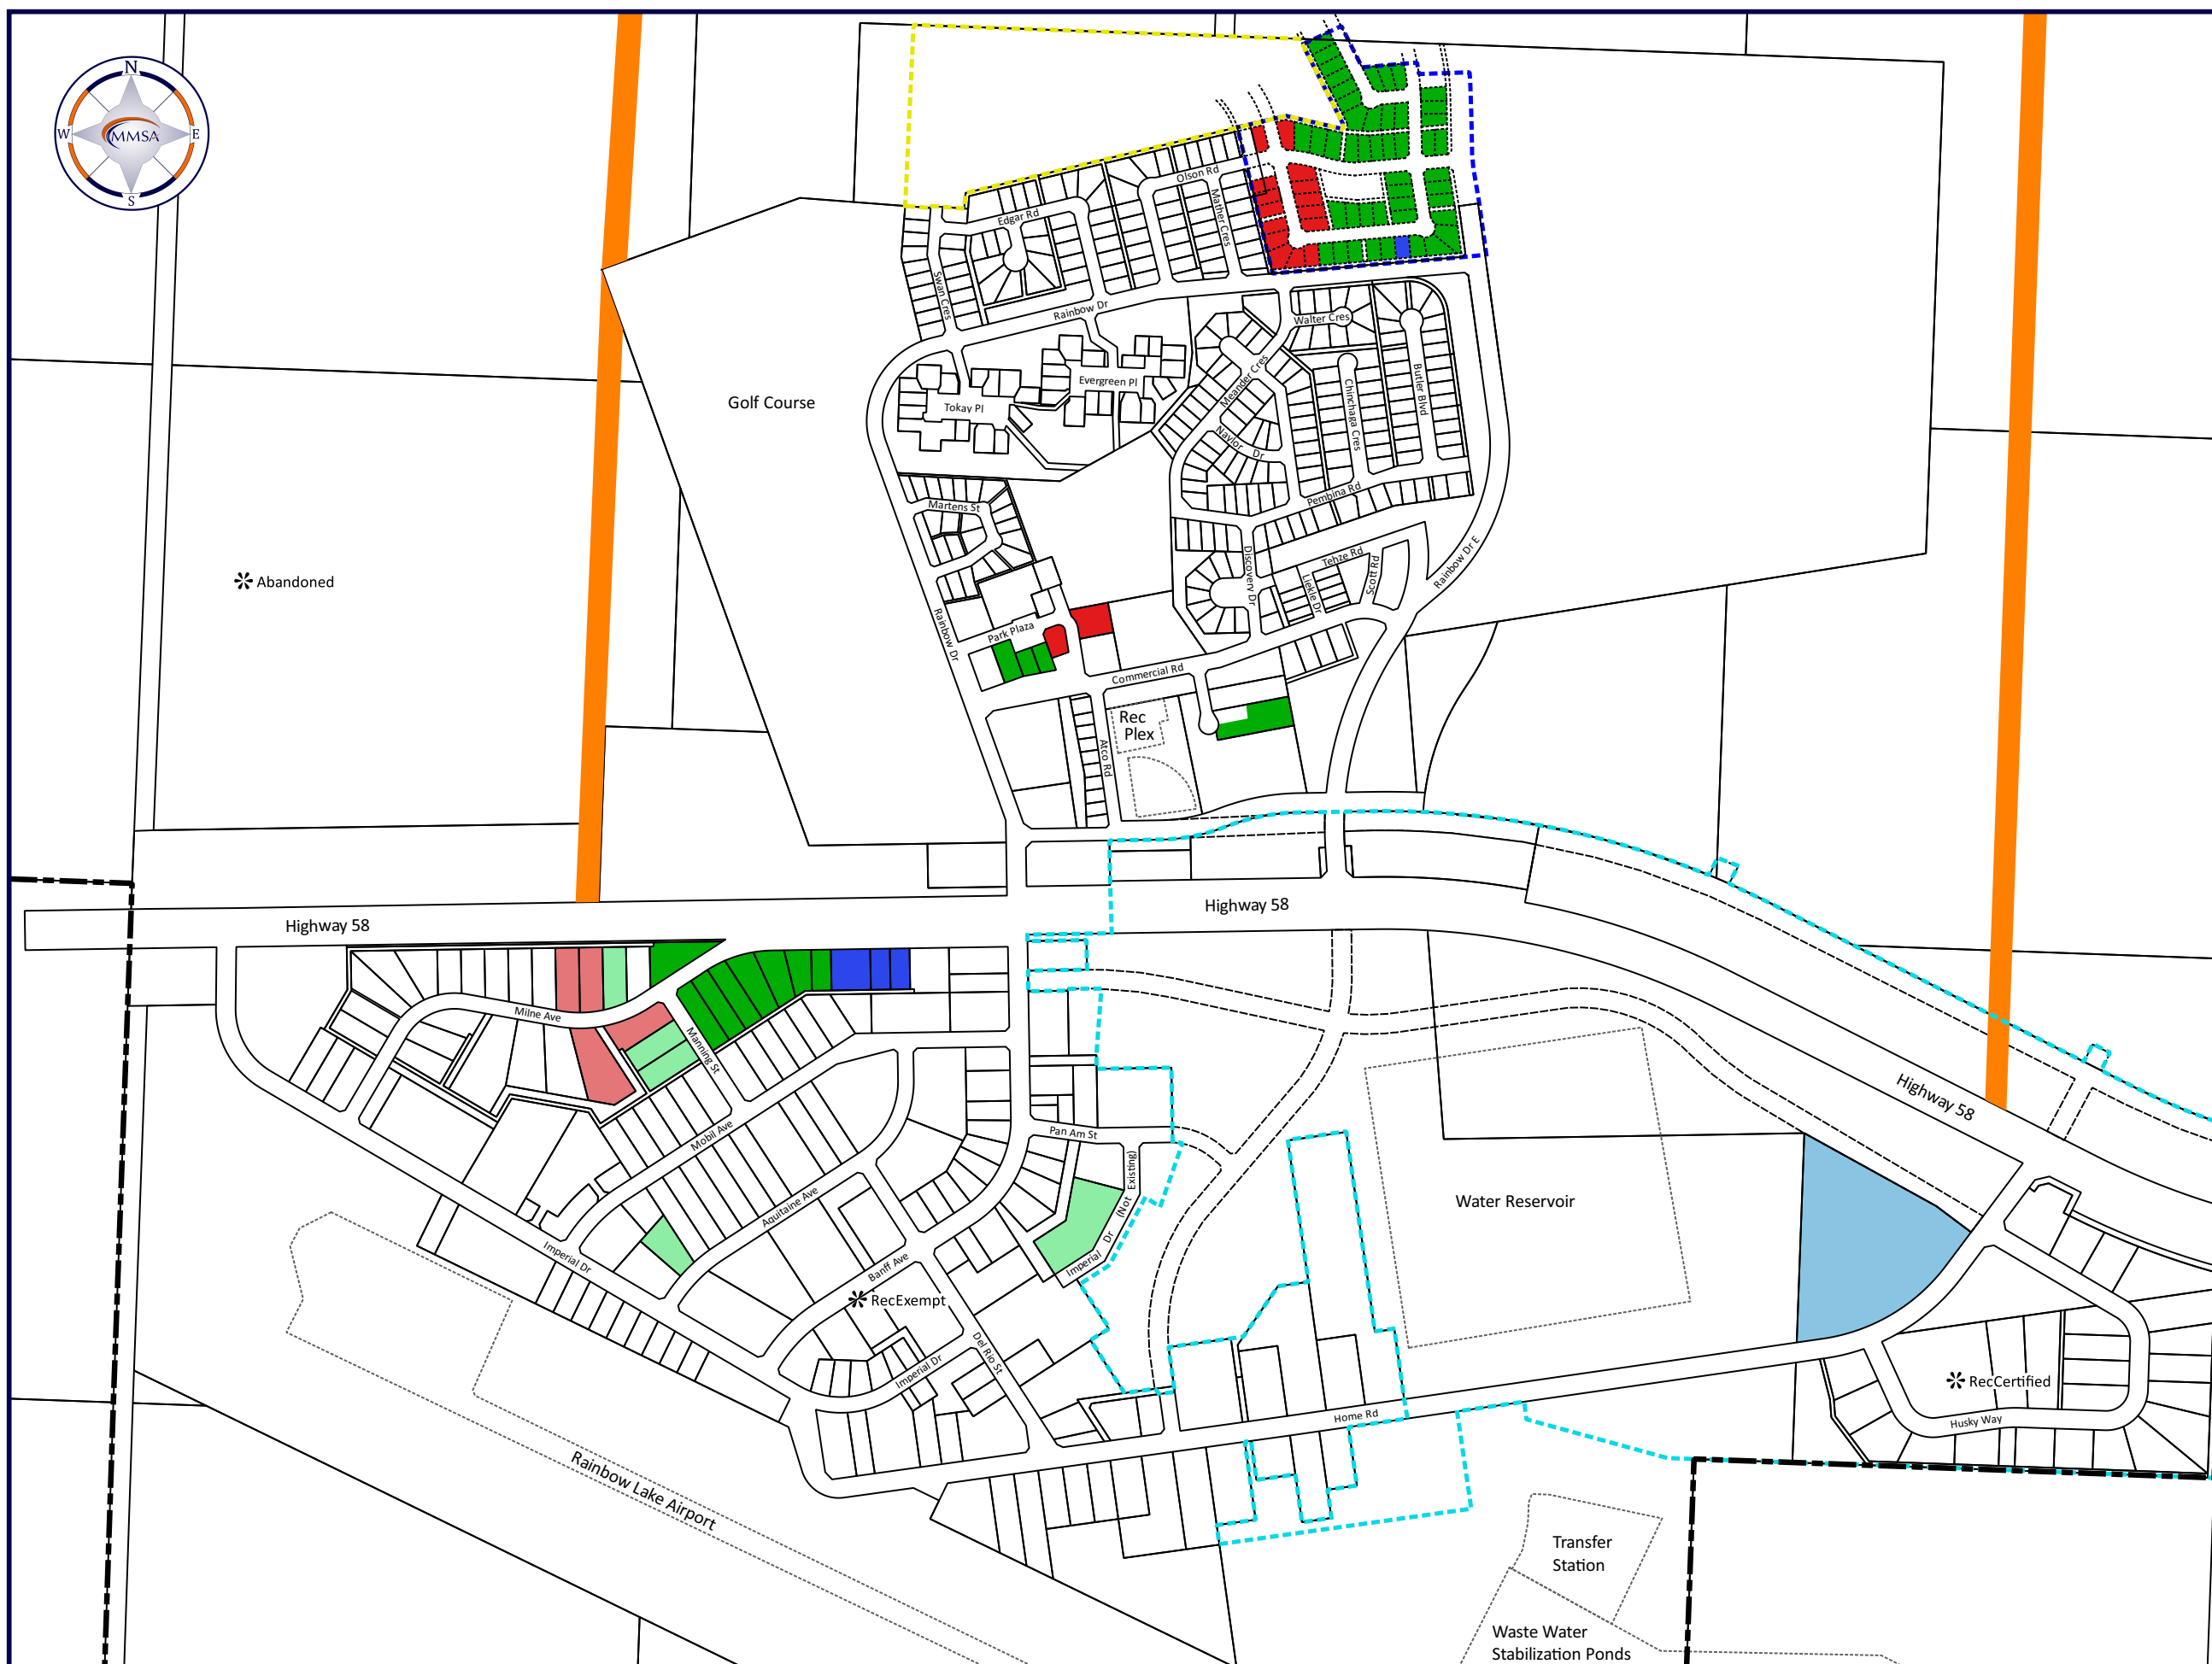 N
W
MMSA
E
S
Olson Rd
Mather Cres
Edgar Rd
Swan Cres
Rainbow Dr
Walter Cres
Meander Cres
Evergreen Pl
Tokay Pl
Golf Course
Chinchaga Cres
Butler Blvd
Naylor Dr
Pembina Rd
Martens St
Discovery Dr
Tehze Rd
Liekle Dr
Scott Rd
Rainbow Dr E
Abandoned
Rainbow Dr
Park Plaza
Commercial Rd
Rec
Plex
Atco Rd
Highway 58
Highway 58
Milne Ave
Manning St
Highway 58
Mobil Ave
Pan Am St
Imperial Dr (Not Existing)
Water Reservoir
Aquitaine Ave
Imperial Dr
Banff Ave
RecExempt
Del Rio St
Imperial Dr
RecCertified
Home Rd
Husky Way
Rainbow Lake Airport
Transfer
Station
Waste Water
Stabilization Ponds